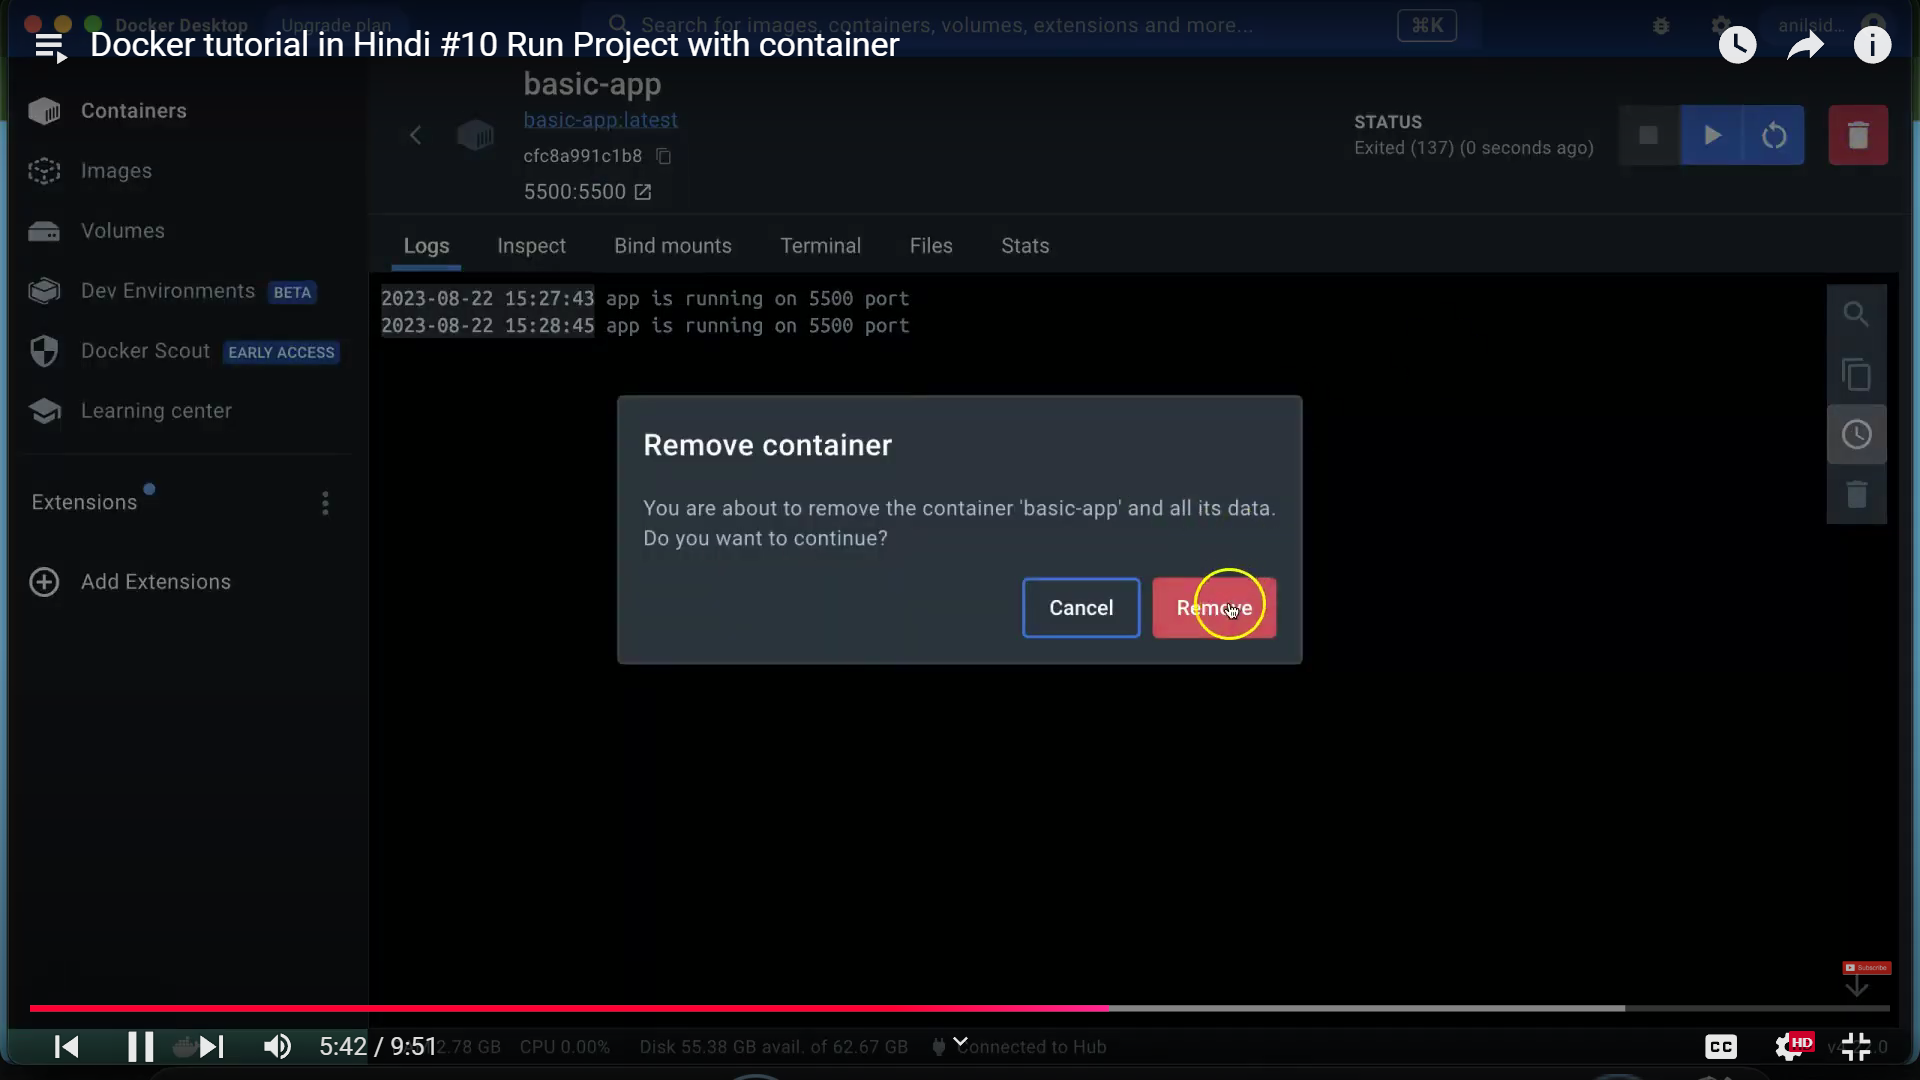 Docker Desktop
Upgrade plan
Search for images, containers, volumes, extensions and more...
⌘K
anilsid...
Docker tutorial in Hindi #10 Run Project with container
Containers
Images
Volumes
Dev Environments BETA
Docker Scout EARLY ACCESS
Learning center
Extensions
Add Extensions
basic-app
basic-app:latest
cfc8a991c1b8
5500:5500
STATUS
Exited (137) (0 seconds ago)
Logs Inspect Bind mounts Terminal Files Stats
2023-08-22 15:27:43 app is running on 5500 port
2023-08-22 15:28:45 app is running on 5500 port
Remove container
You are about to remove the container 'basic-app' and all its data.
Do you want to continue?
Cancel
Remove
Subscribe
5:42 / 9:51
2.78 GB CPU 0.00% Disk 55.38 GB avail. of 62.67 GB Connected to Hub
CC
HD